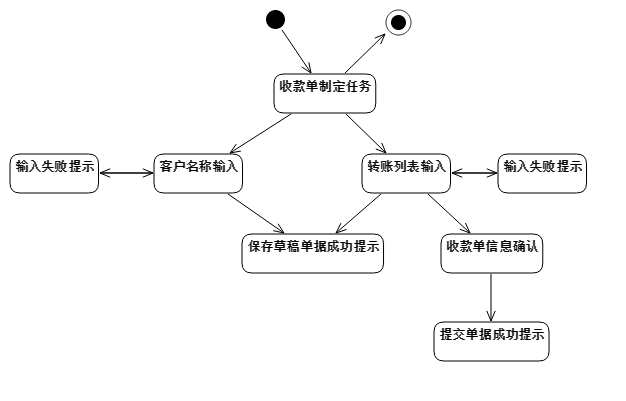 收款单制定任务
输入失败提示
客户名称输入
转账列表输入
输入失败提示
保存草稿单据成功提示
收款单信息确认
提交单据成功提示